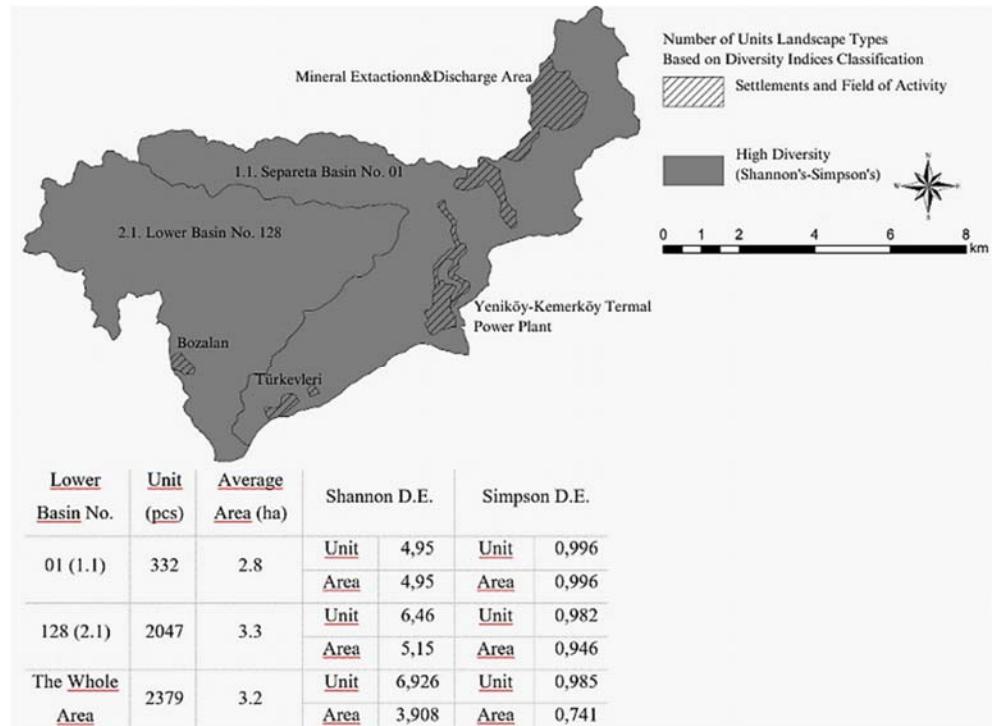 Number of Units Landscape Types
Based on Diversity Indices Classification
Mineral Extactionn&Discharge Area
Settlements and Field of Activity
1.1. Separeta Basin No. 01
High Diversity
(Shannon's-Simpson's)
N
W E
S
2.1. Lower Basin No. 128
0 1 2 4 6 8
km
Yeniköy-Kemerköy Termal
Power Plant
Bozalan
Türkevleri
Lower Basin No. Unit (pcs) Average Area (ha) Shannon D.E. Simpson D.E.
01 (1.1) 332 2.8 Unit 4,95 Unit 0,996
Area 4,95 Area 0,996
128 (2.1) 2047 3.3 Unit 6,46 Unit 0,982
Area 5,15 Area 0,946
The Whole Area 2379 3.2 Unit 6,926 Unit 0,985
Area 3,908 Area 0,741